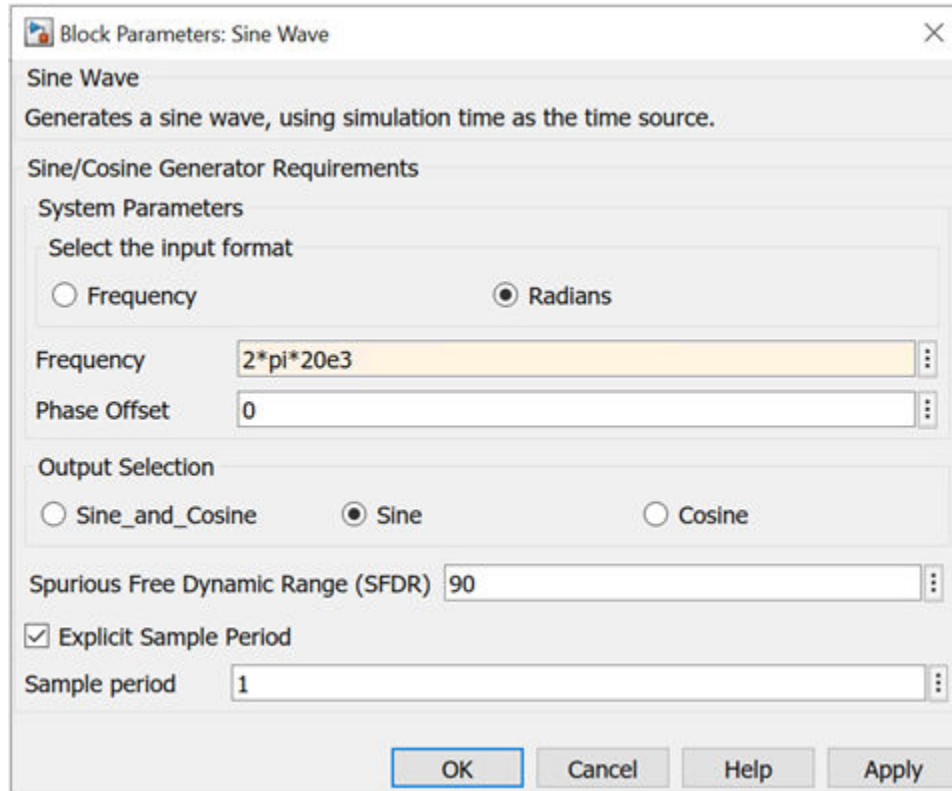 Block Parameters: Sine Wave
Sine Wave
Generates a sine wave, using simulation time as the time source.
Sine/Cosine Generator Requirements
System Parameters
Select the input format
Frequency Radians
Frequency 2*pi*20e3
Phase Offset 0
Output Selection
Sine_and_Cosine Sine Cosine
Spurious Free Dynamic Range (SFDR) 90
Explicit Sample Period
Sample period 1
OK Cancel Help Apply